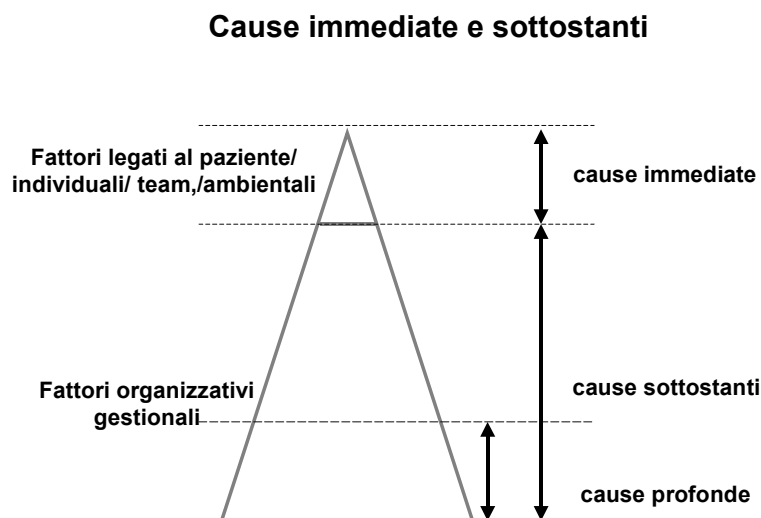 Cause immediate e sottostanti
Fattori legati al paziente/
individuali/ team,/ambientali
cause immediate
Fattori organizzativi
gestionali
cause sottostanti
cause profonde